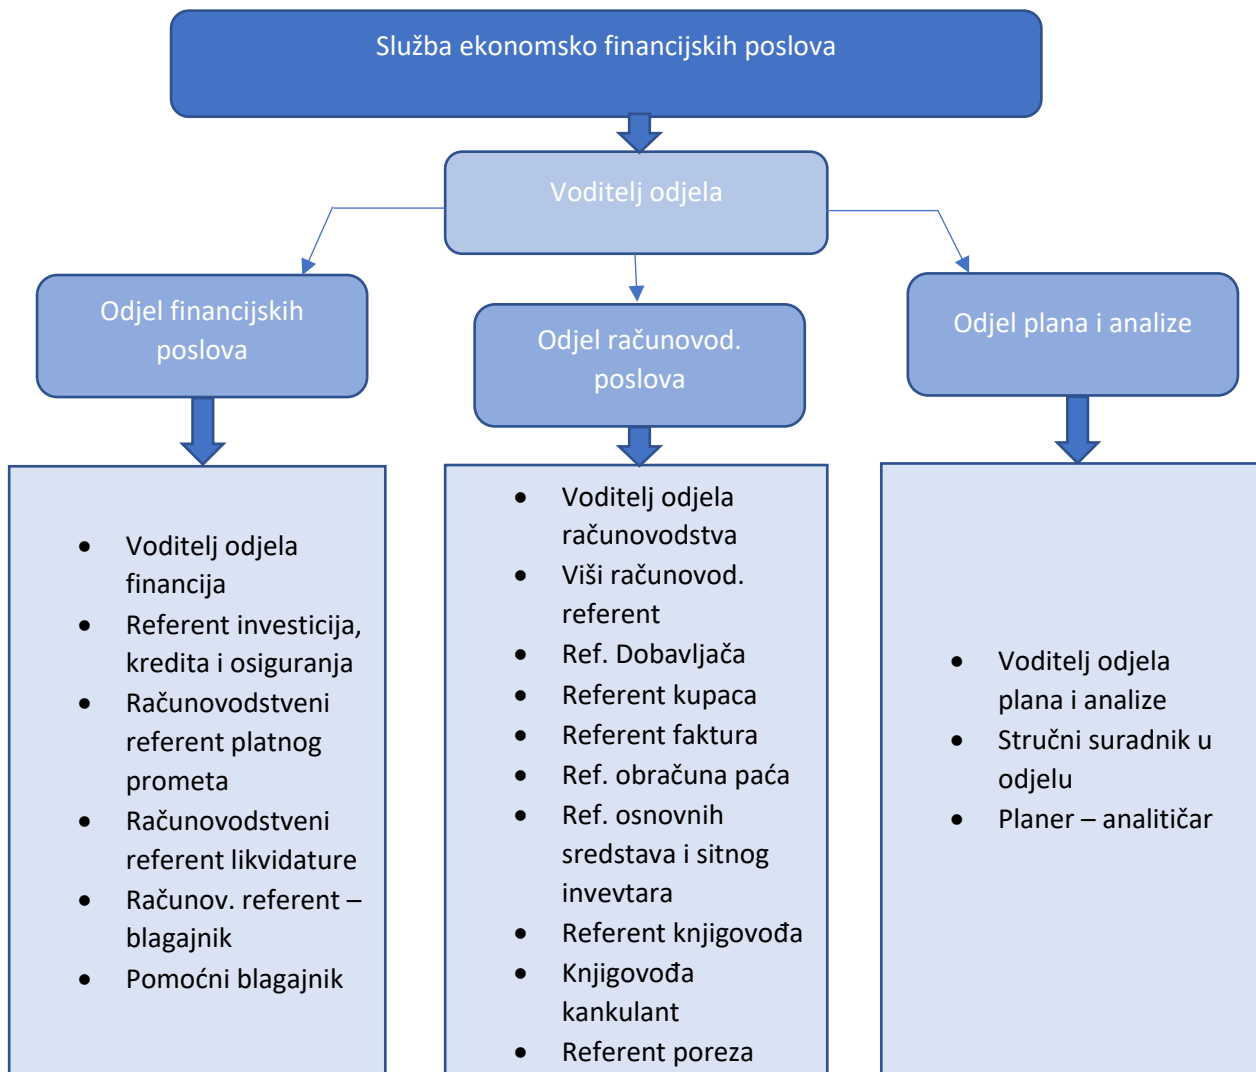 Služba ekonomsko financijskih poslova
Voditelj odjela
Odjel financijskih
poslova
Odjel računovod.
poslova
Odjel plana i analize
• Voditelj odjela
financija
• Referent investicija,
kredita i osiguranja
• Računovodstveni
referent platnog
prometa
• Računovodstveni
referent likvidature
• Računov. referent –
blagajnik
• Pomoćni blagajnik
• Voditelj odjela
računovodstva
• Viši računovod.
referent
• Ref. Dobavljača
• Referent kupaca
• Referent faktura
• Ref. obračuna paća
• Ref. osnovnih
sredstava i sitnog
invevtara
• Referent knjigovođa
• Knjigovođa
kankulant
• Referent poreza
• Voditelj odjela
plana i analize
• Stručni suradnik u
odjelu
• Planer – analitičar